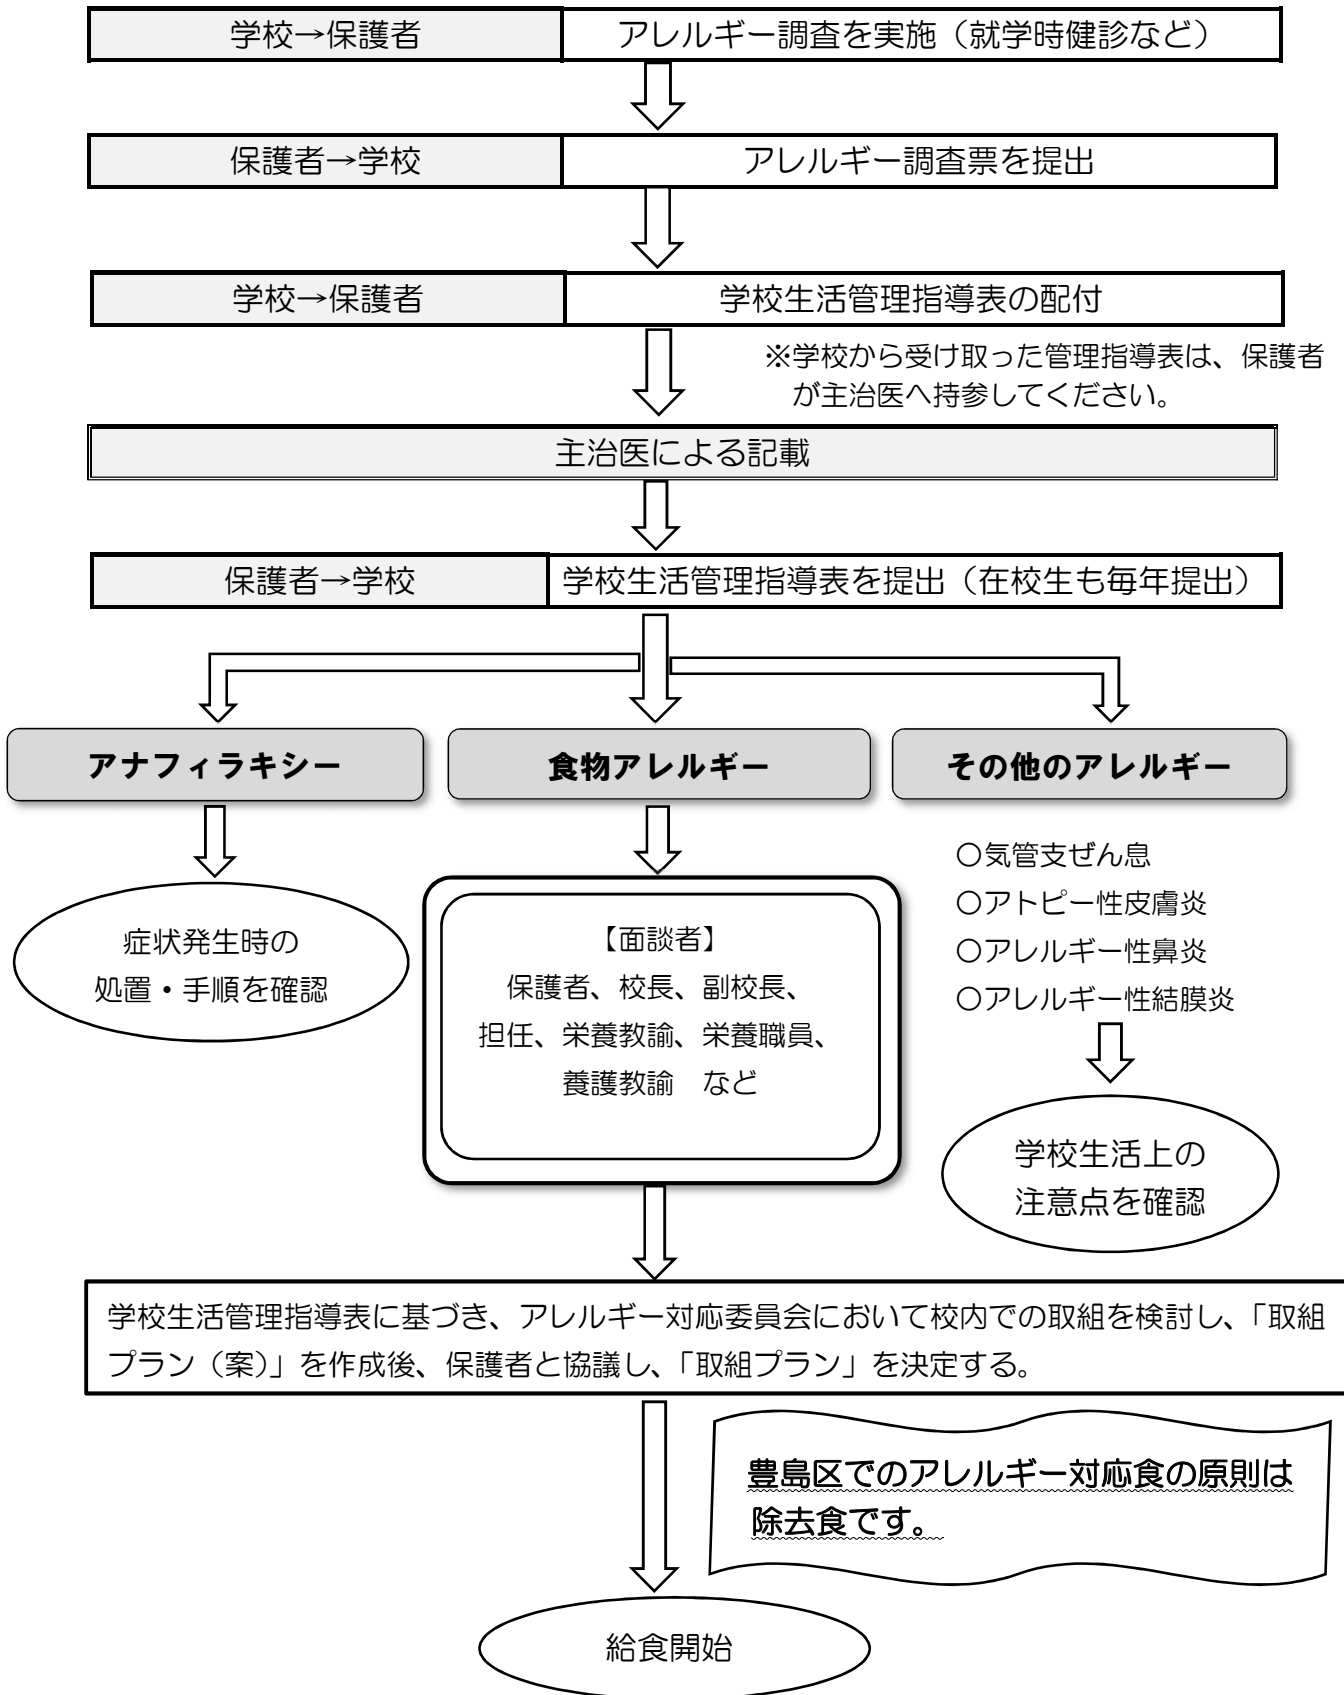 学校→保護者 アレルギー調査を実施（就学時健診など）
保護者→学校 アレルギー調査票を提出
学校→保護者 学校生活管理指導表の配付
※学校から受け取った管理指導表は、保護者
が主治医へ持参してください。
主治医による記載
保護者→学校 学校生活管理指導表を提出（在校生も毎年提出）
アナフィラキシー
食物アレルギー
その他のアレルギー
症状発生時の
処置・手順を確認
【面談者】
保護者、校長、副校長、
担任、栄養教諭、栄養職員、
養護教諭　など
〇気管支ぜん息
〇アトピー性皮膚炎
〇アレルギー性鼻炎
〇アレルギー性結膜炎
学校生活上の
注意点を確認
学校生活管理指導表に基づき、アレルギー対応委員会において校内での取組を検討し、「取組
プラン（案）」を作成後、保護者と協議し、「取組プラン」を決定する。
豊島区でのアレルギー対応食の原則は
除去食です。
給食開始